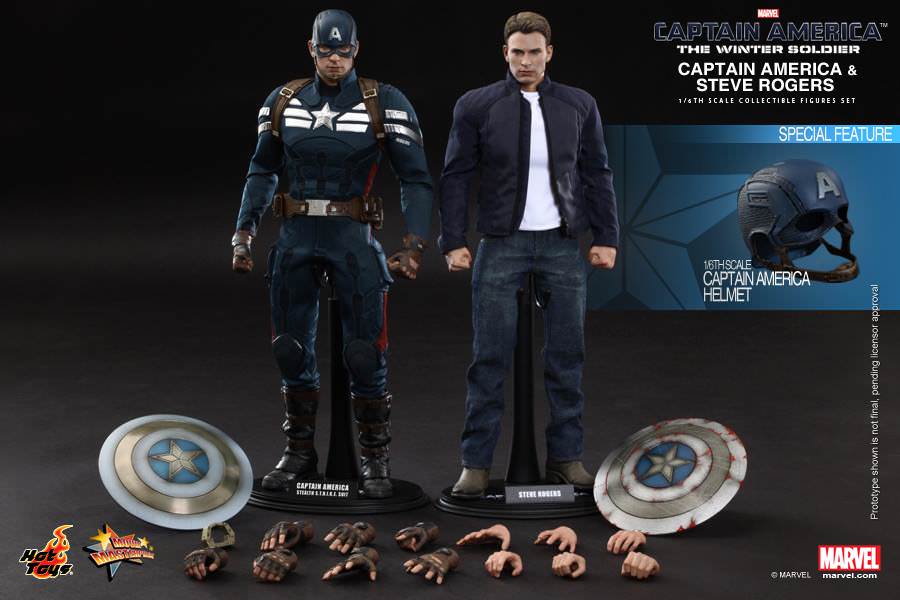 MARVEL
CAPTAIN AMERICA™
THE WINTER SOLDIER
CAPTAIN AMERICA &
STEVE ROGERS
1/6TH SCALE COLLECTIBLE FIGURES SET
SPECIAL FEATURE
A
A
1/6TH SCALE
CAPTAIN AMERICA
HELMET
Prototype shown is not final, pending licensor approval
CAPTAIN AMERICA
STEALTH S.T.R.I.K.E. SUIT
STEVE ROGERS
Hot Toys
Movie Masterpiece
MARVEL
© MARVEL marvel.com